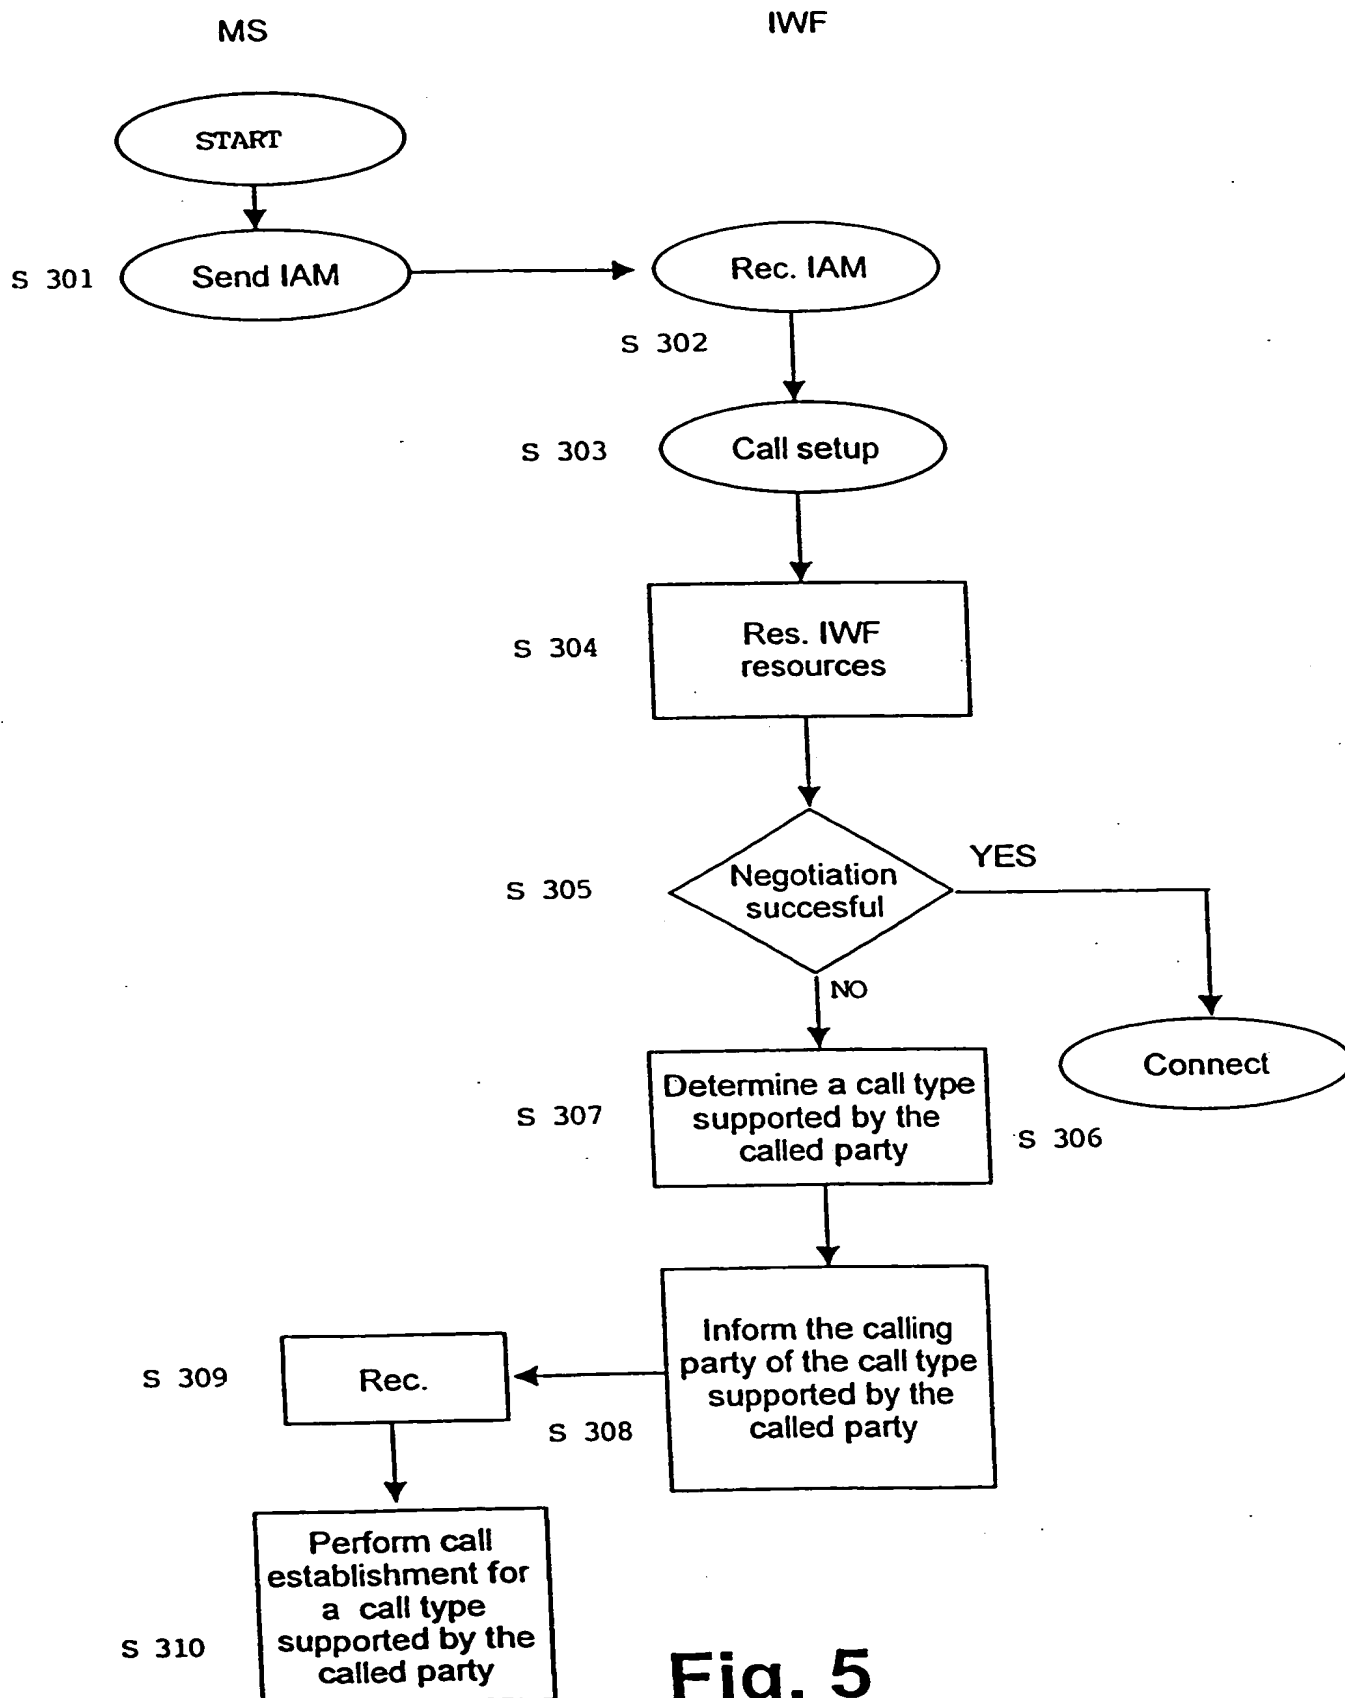 MS
IWF
START
S 301
Send IAM
Rec. IAM
S 302
S 303
Call setup
S 304
Res. IWF
resources
S 305
Negotiation
succesful
YES
NO
Connect
S 306
S 307
Determine a call type
supported by the
called party
Inform the calling
party of the call type
supported by the
called party
S 308
S 309
Rec.
S 310
Perform call
establishment for
a call type
supported by the
called party
Fig. 5